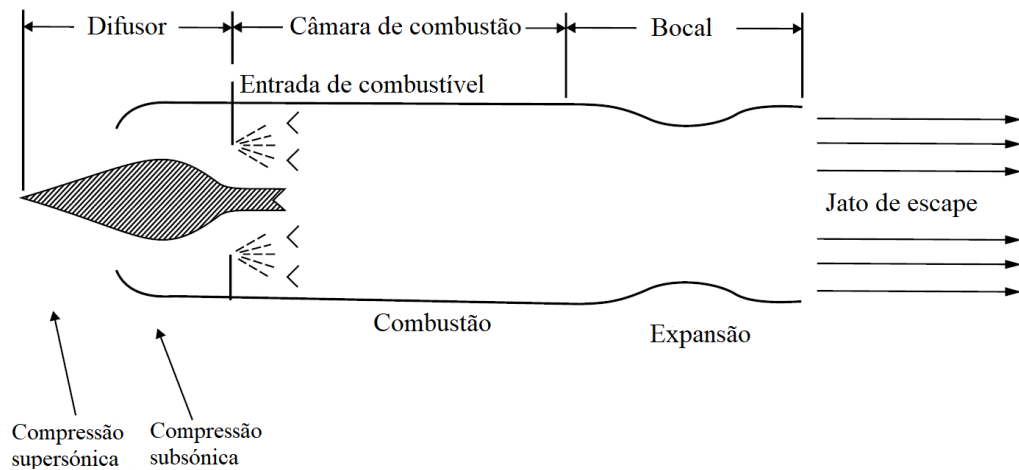 Difusor
Câmara de combustão
Bocal
Entrada de combustível
Jato de escape
Combustão
Expansão
Compressão
supersónica
Compressão
subsónica